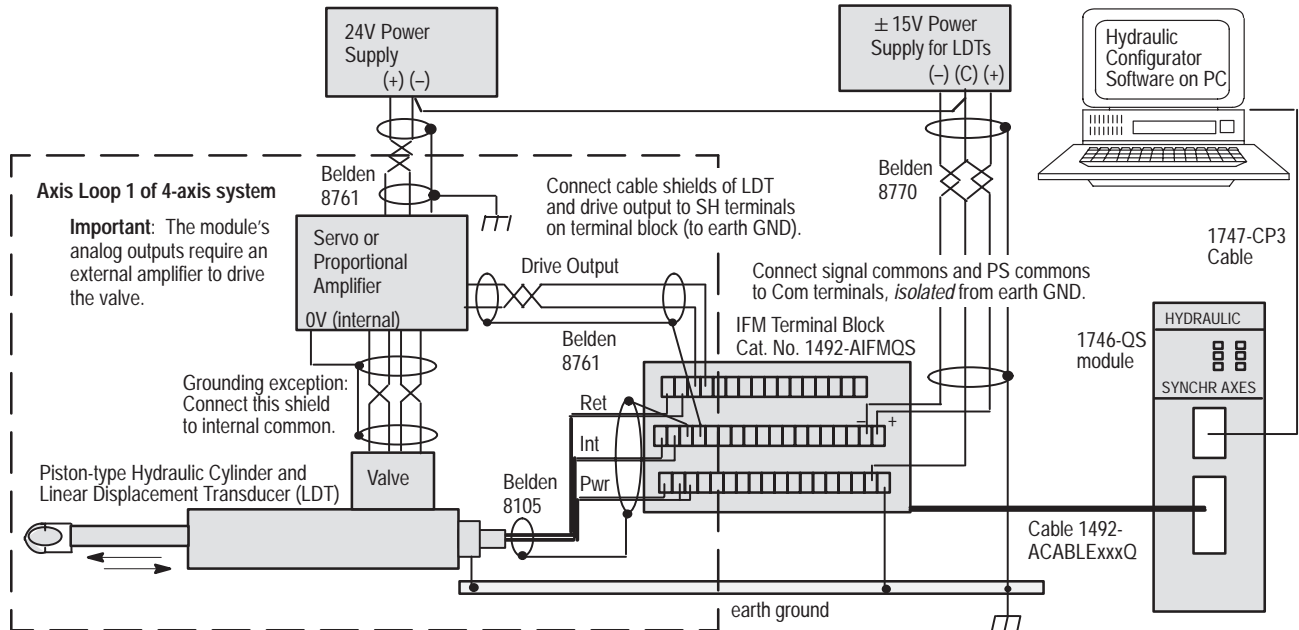 24V Power
Supply
(+) (–)
± 15V Power
Supply for LDTs
(–) (C) (+)
Hydraulic
Configurator
Software on PC
Belden
8761
Belden
8770
1747-CP3
Cable
Axis Loop 1 of 4-axis system
Important: The module's
analog outputs require an
external amplifier to drive
the valve.
Servo or
Proportional
Amplifier
0V (internal)
Connect cable shields of LDT
and drive output to SH terminals
on terminal block (to earth GND).
Drive Output
Belden
8761
Connect signal commons and PS commons
to Com terminals, isolated from earth GND.
IFM Terminal Block
Cat. No. 1492-AIFMQS
1746-QS
module
HYDRAULIC
SYNCHR AXES
Grounding exception:
Connect this shield
to internal common.
Ret
Int
Pwr
– +
Piston-type Hydraulic Cylinder and
Linear Displacement Transducer (LDT)
Valve
Belden
8105
Cable 1492-
ACABLExxxQ
earth ground